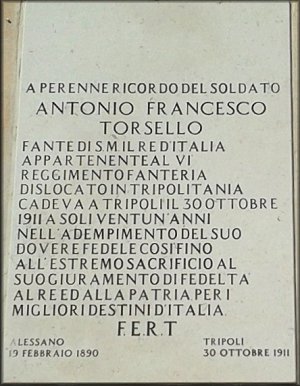 A PERENNE RICORDO DEL SOLDATO
ANTONIO FRANCESCO
TORSELLO
FANTE DI S.M. IL RE D'ITALIA
APPARTENENTE AL VI
REGGIMENTO FANTERIA
DISLOCATO IN TRIPOLITANIA
CADEVA A TRIPOLI IL 30 OTTOBRE
1911 A SOLI VENTUN'ANNI
NELL'ADEMPIMENTO DEL SUO
DOVERE FEDELE COSI FINO
ALL'ESTREMO SACRIFICIO AL
SUO GIURAMENTO DI FEDELTA'
AL RE ED ALLA PATRIA, PER I
MIGLIORI DESTINI D'ITALIA.
F.E.R.T
ALESSANO TRIPOLI
19 FEBBRAIO 1890 30 OTTOBRE 1911